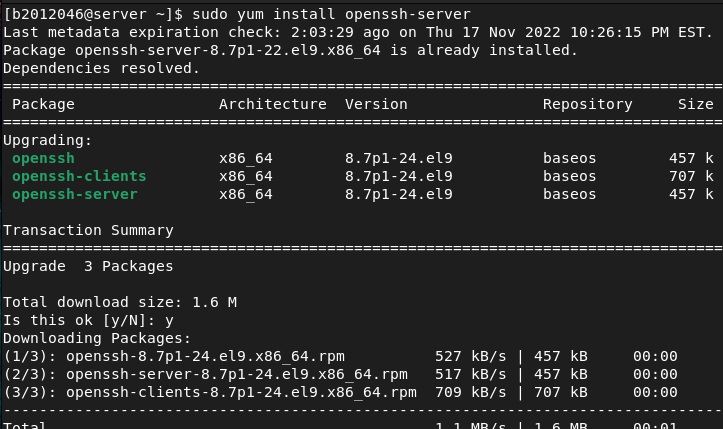 [b2012046@server ~]$ sudo yum install openssh-server
Last metadata expiration check: 2:03:29 ago on Thu 17 Nov 2022 10:26:15 PM EST.
Package openssh-server-8.7p1-22.el9.x86_64 is already installed.
Dependencies resolved.
================================================================================
 Package                Architecture  Version               Repository     Size
================================================================================
Upgrading:
 openssh                x86_64        8.7p1-24.el9          baseos        457 k
 openssh-clients        x86_64        8.7p1-24.el9          baseos        707 k
 openssh-server         x86_64        8.7p1-24.el9          baseos        457 k

Transaction Summary
================================================================================
Upgrade  3 Packages

Total download size: 1.6 M
Is this ok [y/N]: y
Downloading Packages:
(1/3): openssh-8.7p1-24.el9.x86_64.rpm          527 kB/s | 457 kB     00:00
(2/3): openssh-server-8.7p1-24.el9.x86_64.rpm   517 kB/s | 457 kB     00:00
(3/3): openssh-clients-8.7p1-24.el9.x86_64.rpm  709 kB/s | 707 kB     00:00
--------------------------------------------------------------------------------
Total                                           1.1 MB/s | 1.6 MB     00:01